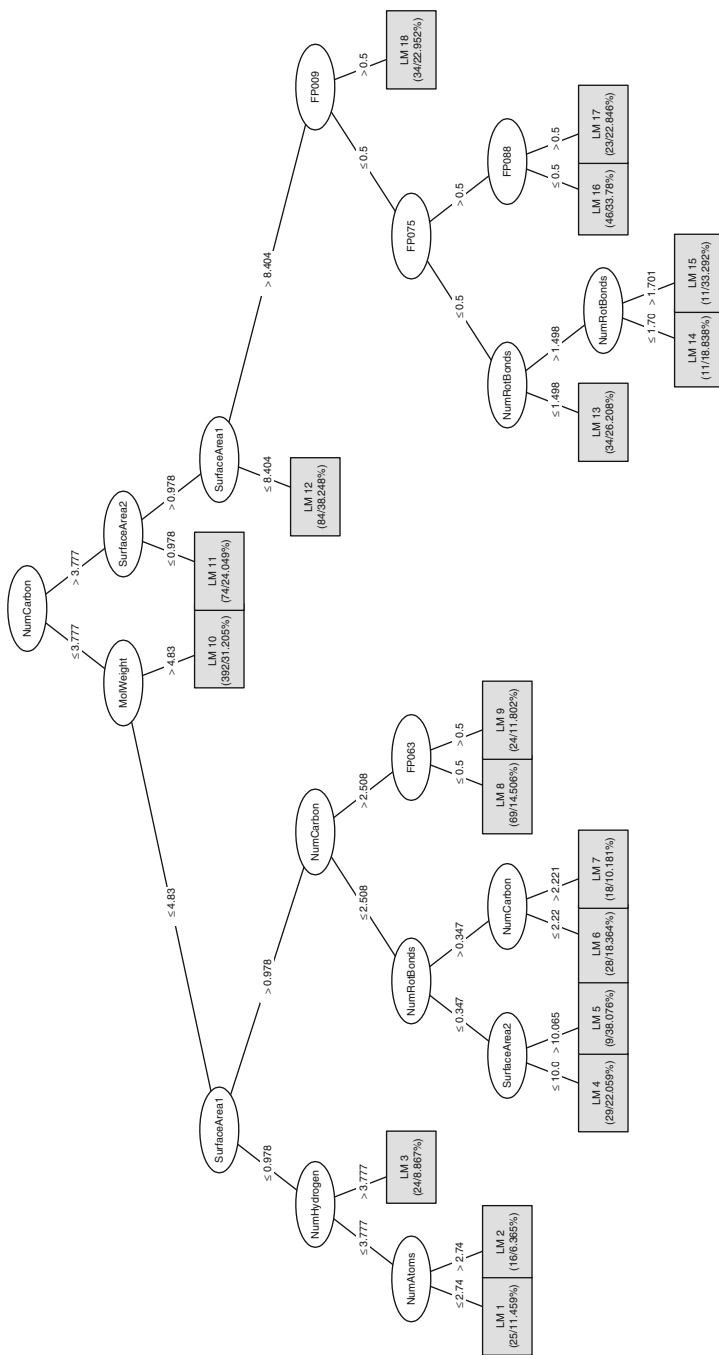 NumCarbon
≤3.777
> 3.777
MolWeight
SurfaceArea2
≤4.83
> 4.83
≤0.978
>0.978
LM 10
(392/31.205%)
LM 11
(74/24.049%)
SurfaceArea1
SurfaceArea1
≤0.978
> 0.978
≤ 8.404
> 8.404
NumHydrogen
NumCarbon
LM 12
(84/38.248%)
FP009
≤3.777
>3.777
≤2.508
>2.508
≤0.5
>0.5
NumAtoms
LM 3
(24/8.867%)
NumRotBonds
FP063
FP075
LM 18
(34/22.952%)
≤2.74
> 2.74
≤0.347
>0.347
≤0.5
>0.5
≤0.5
>0.5
LM 1
(25/11.459%)
LM 2
(16/6.365%)
SurfaceArea2
NumCarbon
LM 8
(69/14.506%)
LM 9
(24/11.802%)
NumRotBonds
FP088
≤ 10.0
> 10.065
≤ 2.22
> 2.221
≤1.498
>1.498
≤ 0.5
> 0.5
LM 4
(29/22.059%)
LM 5
(9/38.076%)
LM 6
(28/18.364%)
LM 7
(18/10.181%)
LM 13
(34/26.208%)
NumRotBonds
LM 16
(46/33.78%)
LM 17
(23/22.846%)
≤ 1.70
> 1.701
LM 14
(11/18.838%)
LM 15
(11/33.292%)